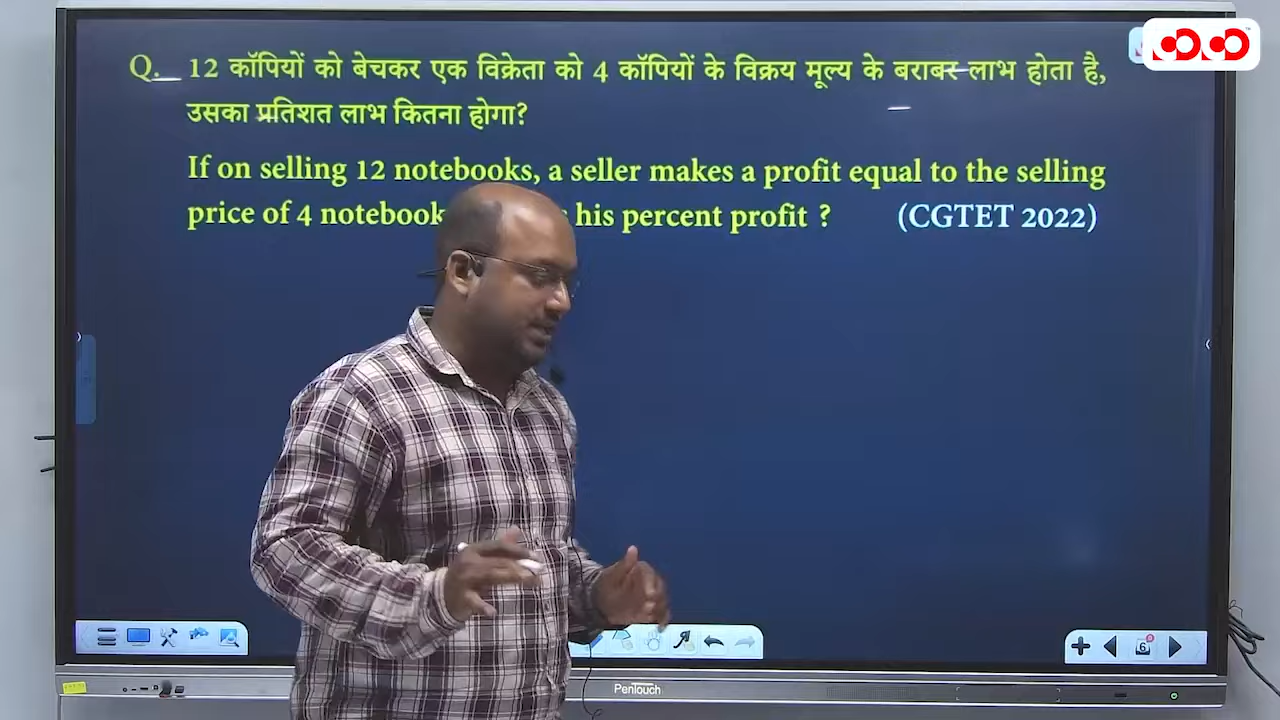 Q. 12 कॉपियों को बेचकर एक विक्रेता को 4 कॉपियों के विक्रय मूल्य के बराबर लाभ होता है,
उसका प्रतिशत लाभ कितना होगा?
If on selling 12 notebooks, a seller makes a profit equal to the selling
price of 4 notebook his percent profit ? (CGTET 2022)
6
PenTouch